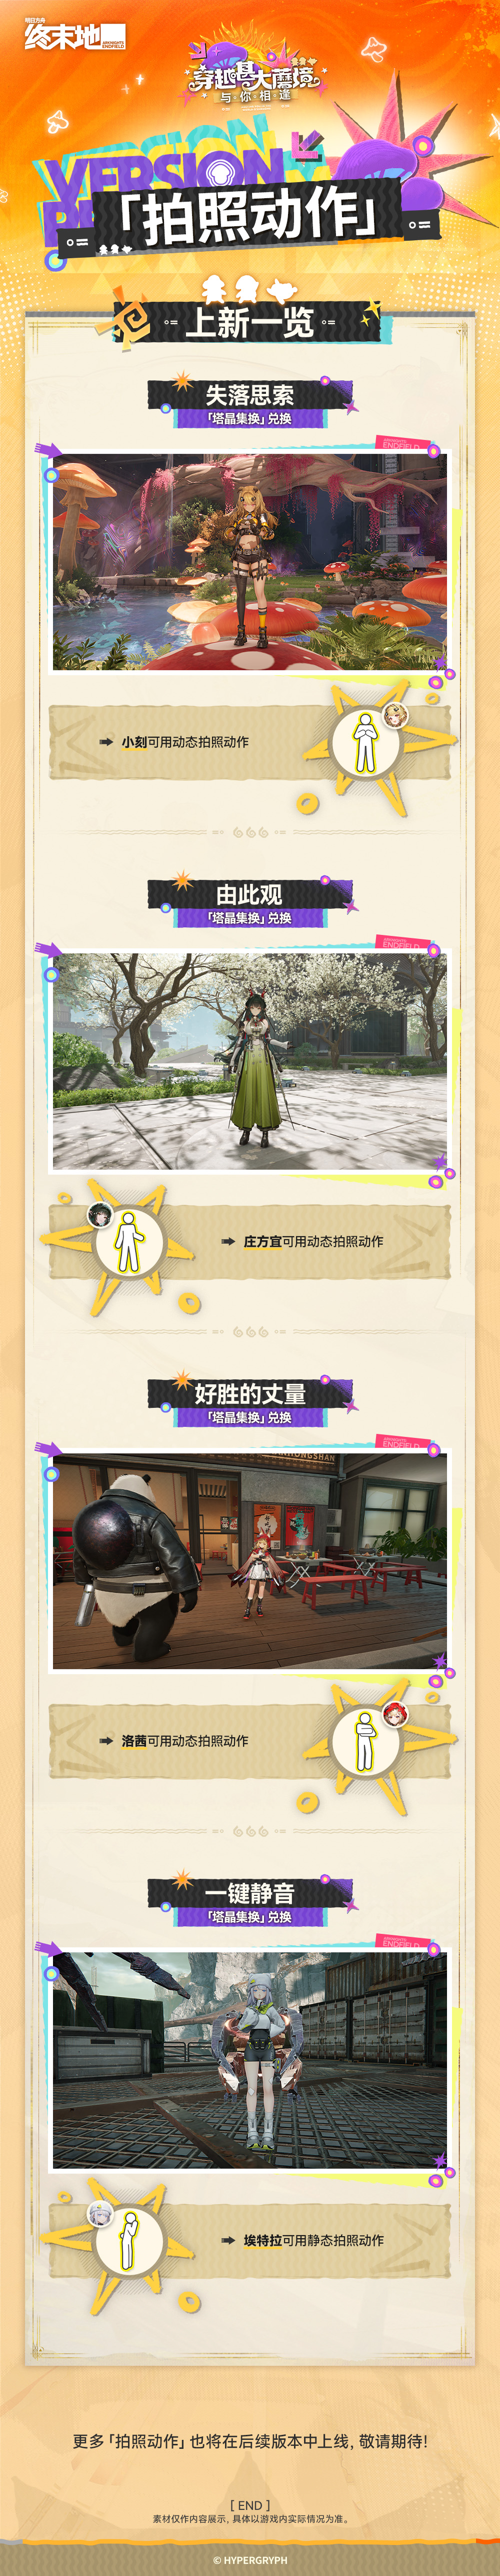 明日方舟
终末地
ARKNIGHTS
ENDFIELD
穿越基大蘑境
与你相逢
VERSION
「拍照动作」
上新一览
失落思索
「塔晶集换」兑换
ARKNIGHTS
ENDFIELD
小刻可用动态拍照动作
由此观
「塔晶集换」兑换
ARKNIGHTS
ENDFIELD
庄方宜可用动态拍照动作
好胜的丈量
「塔晶集换」兑换
ARKNIGHTS
ENDFIELD
HONGSHAN
洛茜可用动态拍照动作
一键静音
「塔晶集换」兑换
ARKNIGHTS
ENDFIELD
埃特拉可用静态拍照动作
更多「拍照动作」也将在后续版本中上线, 敬请期待!
[ END ]
素材仅作内容展示, 具体以游戏内实际情况为准。
© HYPERGRYPH